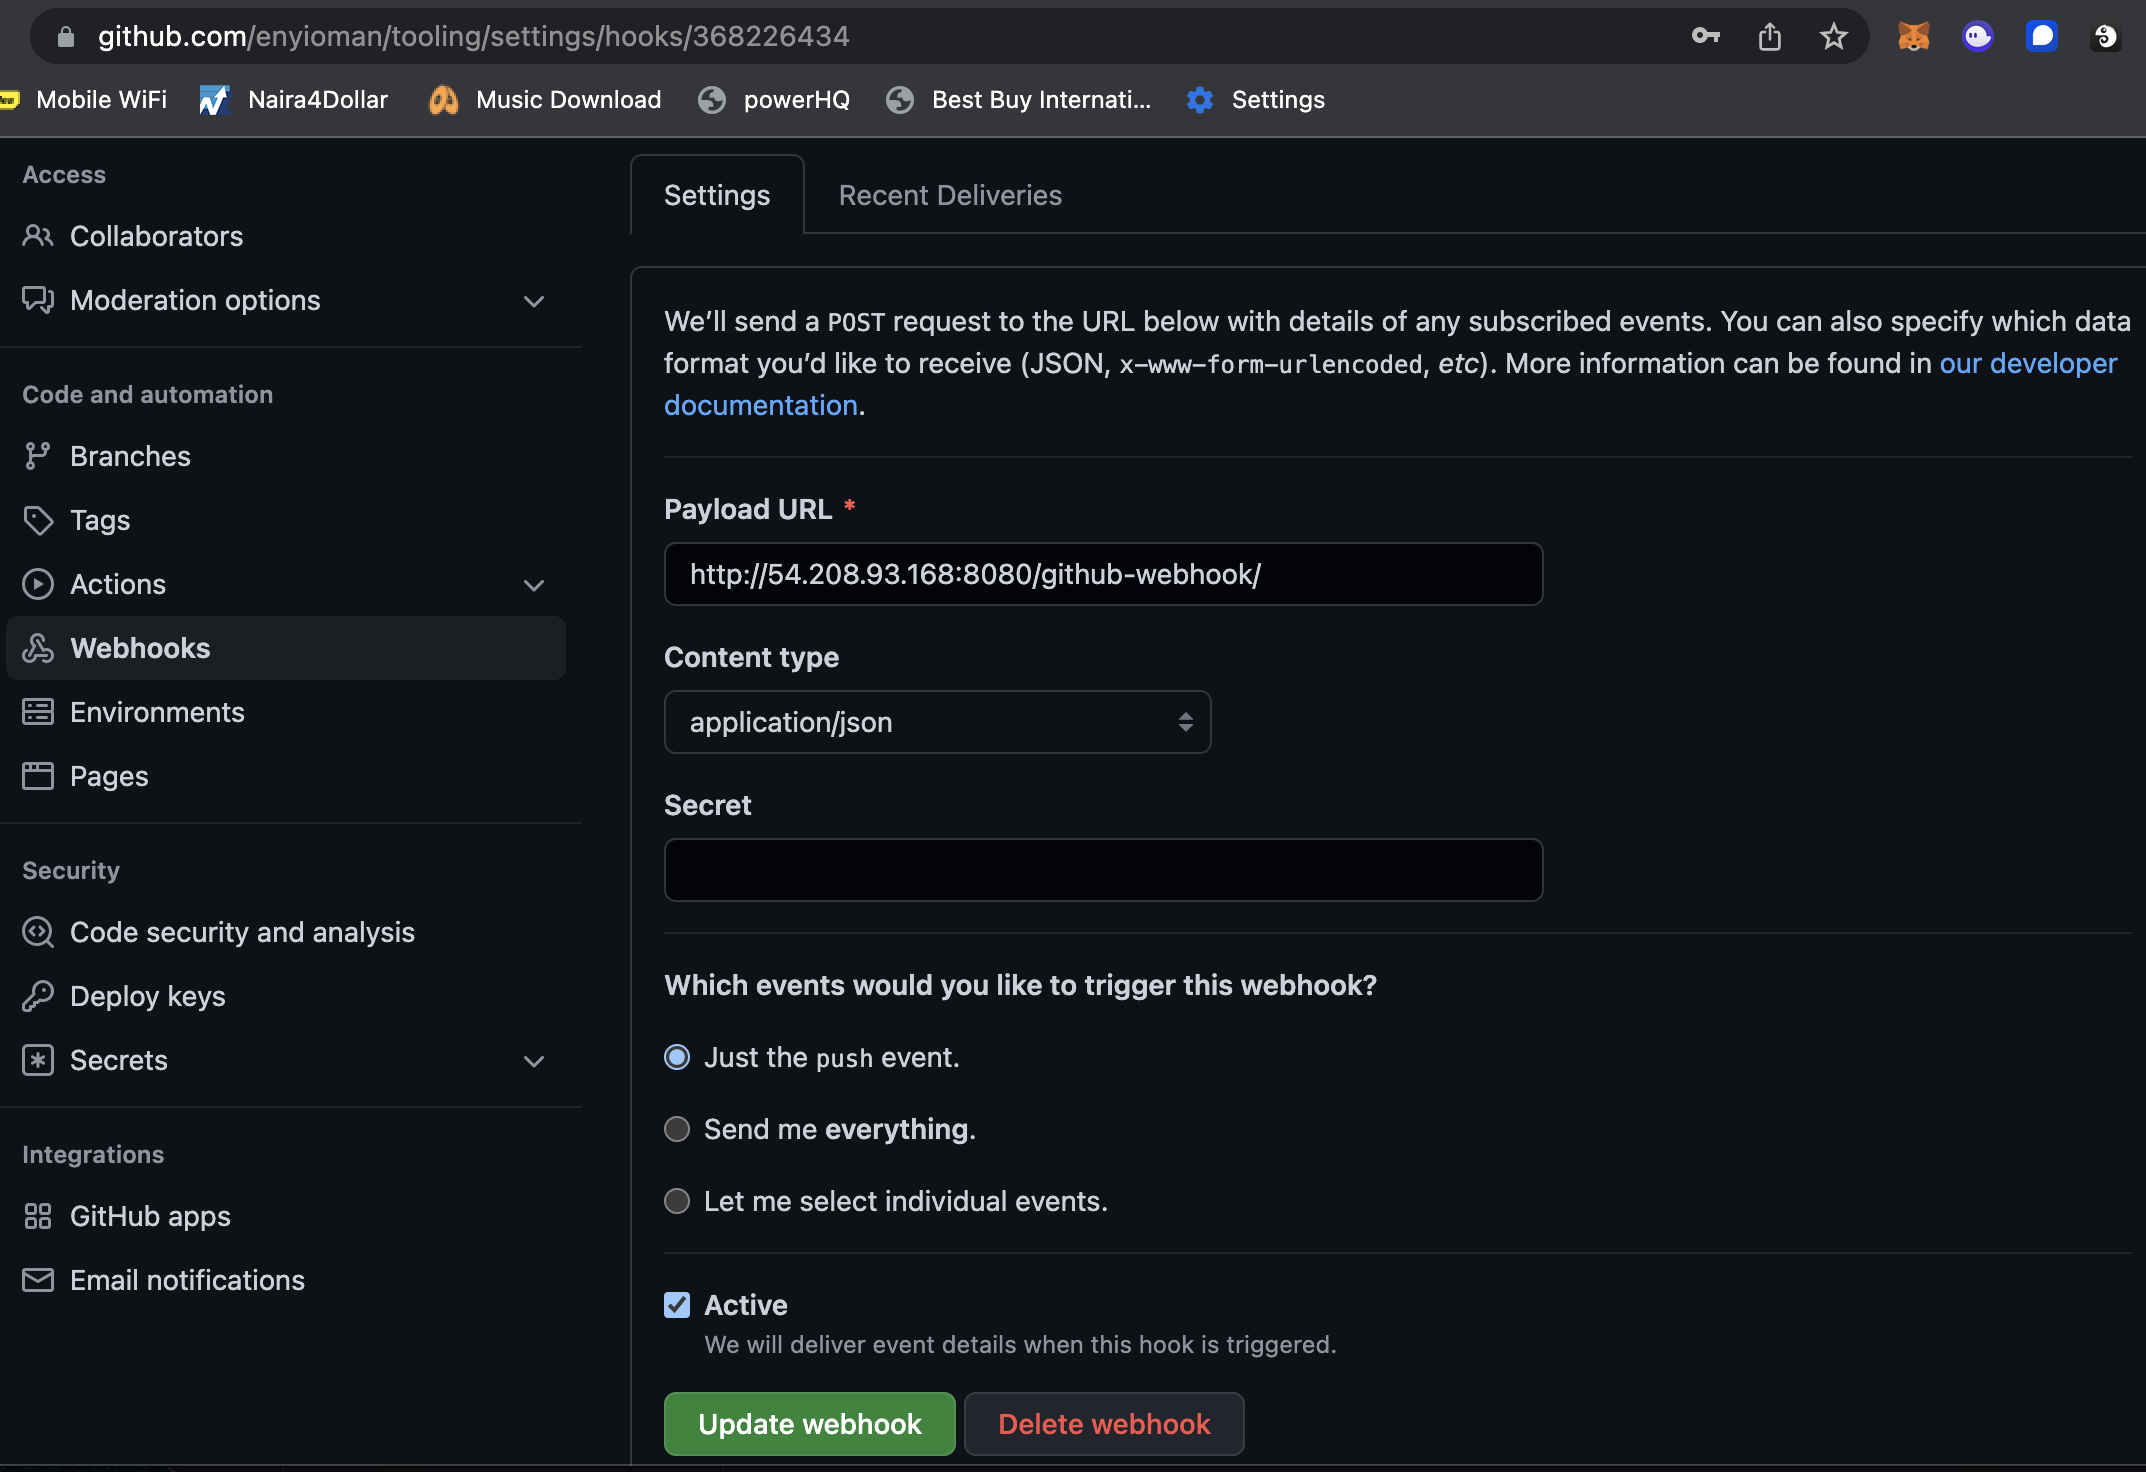 github.com/enyioman/tooling/settings/hooks/368226434
Mobile WiFi Naira4Dollar Music Download powerHQ Best Buy Internati... Settings
Access
Collaborators
Moderation options
Code and automation
Branches
Tags
Actions
Webhooks
Environments
Pages
Security
Code security and analysis
Deploy keys
Secrets
Integrations
GitHub apps
Email notifications
Settings Recent Deliveries
We’ll send a POST request to the URL below with details of any subscribed events. You can also specify which data
format you’d like to receive (JSON, x-www-form-urlencoded, etc). More information can be found in our developer
documentation.
Payload URL *
http://54.208.93.168:8080/github-webhook/
Content type
application/json
Secret
Which events would you like to trigger this webhook?
Just the push event.
Send me everything.
Let me select individual events.
Active
We will deliver event details when this hook is triggered.
Update webhook Delete webhook